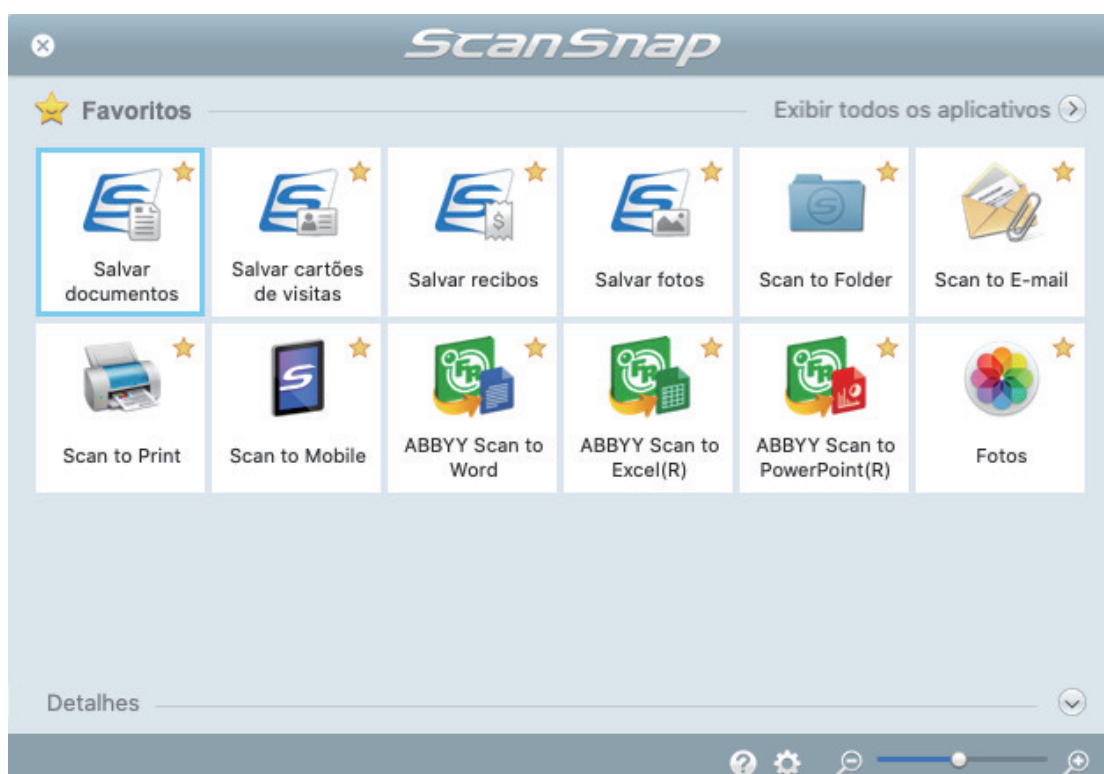 ScanSnap
Favoritos
Exibir todos os aplicativos
Salvar
documentos
Salvar cartões
de visitas
Salvar recibos
Salvar fotos
Scan to Folder
Scan to E-mail
Scan to Print
Scan to Mobile
ABBYY Scan to
Word
ABBYY Scan to
Excel(R)
ABBYY Scan to
PowerPoint(R)
Fotos
Detalhes